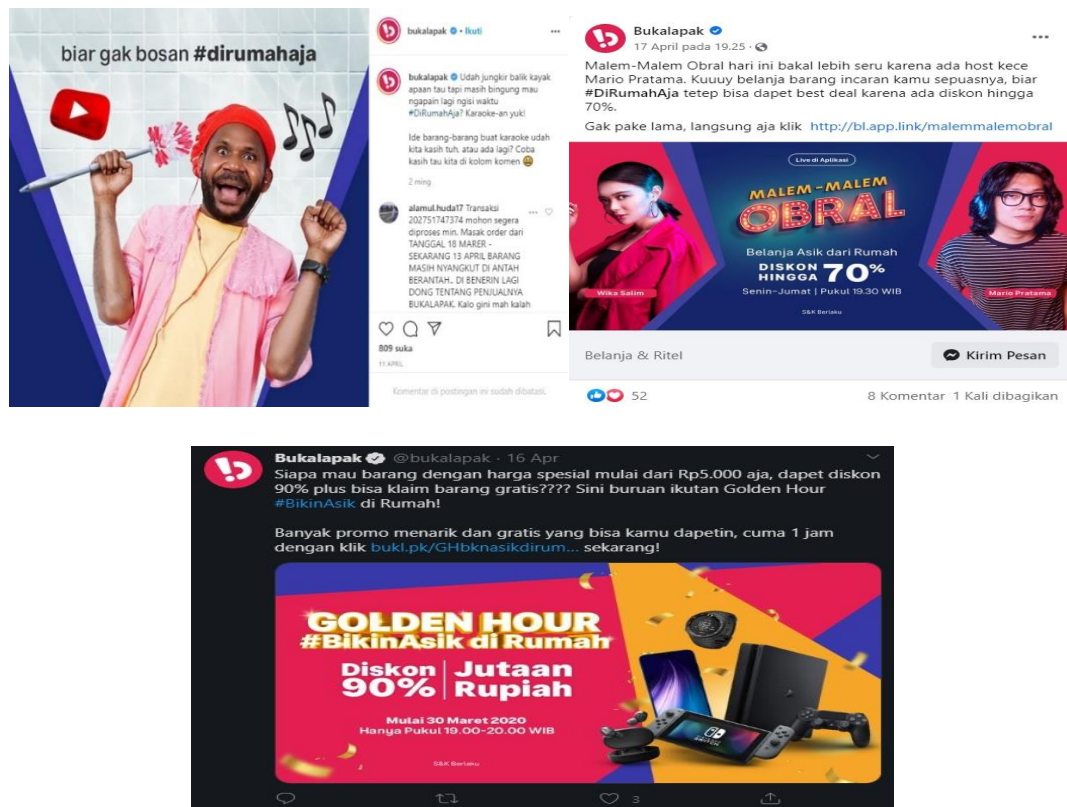 biar gak bosan #dirumahaja
bukalapak • Ikuti
bukalapak Udah jungkir balik kayak
apaan tau tapi masih bingung mau
ngapain lagi ngisi waktu
#DiRumahAja? Karaoke-an yuk!
Ide barang-barang buat karaoke udah
kita kasih tuh, atau ada lagi? Coba
kasih tau kita di kolom komen
2 ming
alamul.huda17 Transaksi
202751747374 mohon segera
diproses min. Masak order dari
TANGGAL 18 MARER -
SEKARANG 13 APRIL BARANG
MASIH NYANGKUT DI ANTAH
BERANTAH.. DI BENERIN LAGI
DONG TENTANG PENJUALNYA
BUKALAPAK. Kalo gini mah kalah
809 suka
11 APRIL
Komentar di postingan ini sudah dibatasi.
Bukalapak
17 April pada 19.25 ·
Malem-Malem Obral hari ini bakal lebih seru karena ada host kece
Mario Pratama. Kuuuy belanja barang incaran kamu sepuasnya, biar
#DiRumahAja tetep bisa dapet best deal karena ada diskon hingga
70%.
Gak pake lama, langsung aja klik http://bl.app.link/malemmalemobral
Live di Aplikasi
MALEM-MALEM
OBRAL
Belanja Asik dari Rumah
DISKON
HINGGA 70%
Senin-Jumat | Pukul 19.30 WIB
S&K Berlaku
Wika Salim
Mario Pratama
Belanja & Ritel
Kirim Pesan
52
8 Komentar 1 Kali dibagikan
Bukalapak @bukalapak · 16 Apr
Siapa mau barang dengan harga spesial mulai dari Rp5.000 aja, dapet diskon
90% plus bisa klaim barang gratis???? Sini buruan ikutan Golden Hour
#BikinAsik di Rumah!
Banyak promo menarik dan gratis yang bisa kamu dapetin, cuma 1 jam
dengan klik bukl.pk/GHbknasikdirum... sekarang!
GOLDEN HOUR
#BikinAsik di Rumah
Diskon
90%
Jutaan
Rupiah
Mulai 30 Maret 2020
Hanya Pukul 19.00-20.00 WIB
S&K Berlaku
3